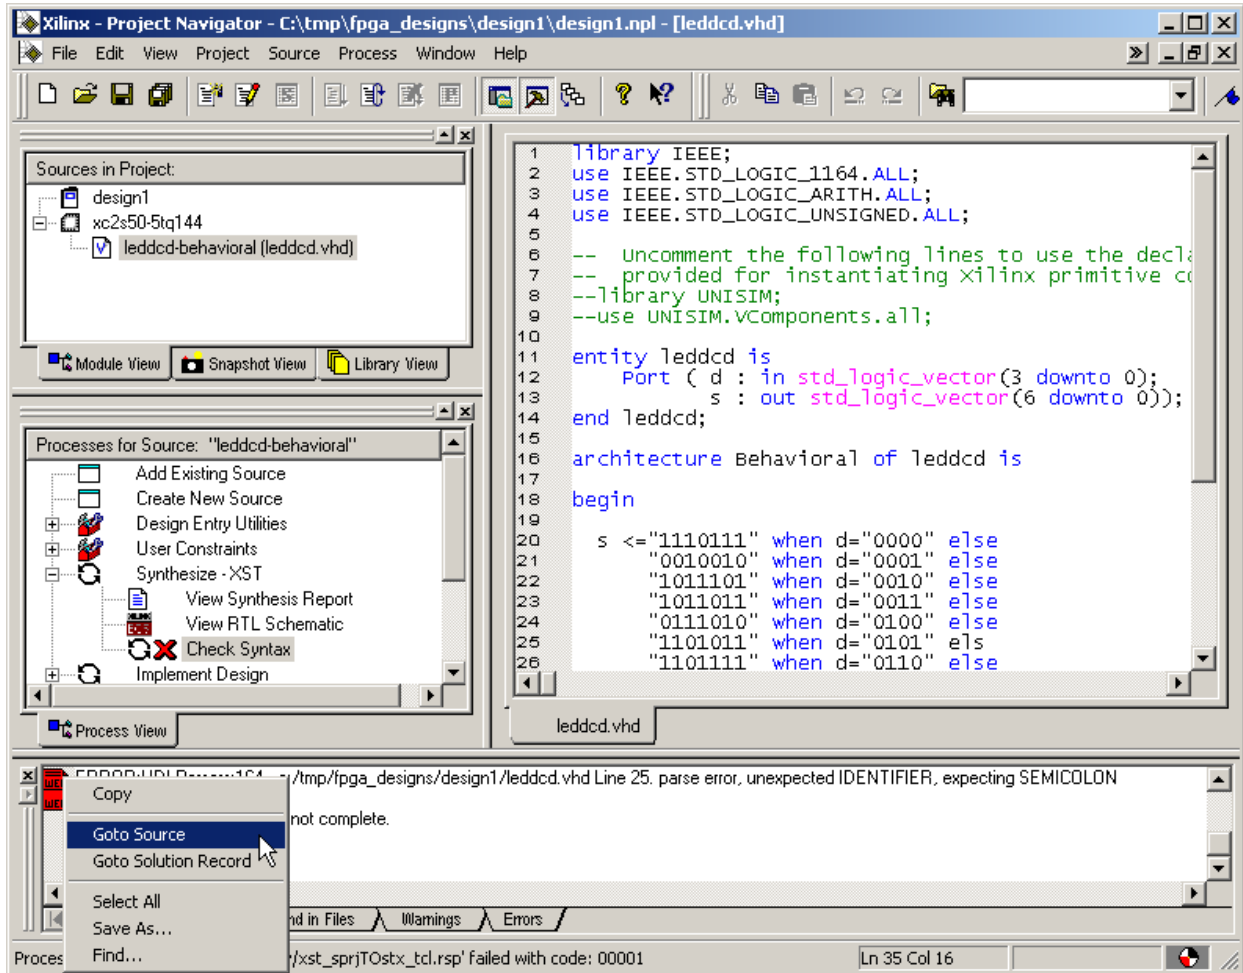 Xilinx - Project Navigator - C:\tmp\fpga_designs\design1\design1.npl - [leddcd.vhd]
File Edit View Project Source Process Window Help
Sources in Project:
design1
xc2s50-5tq144
leddcd-behavioral (leddcd.vhd)
Module View Snapshot View Library View
Processes for Source: "leddcd-behavioral"
Add Existing Source
Create New Source
Design Entry Utilities
User Constraints
Synthesize - XST
View Synthesis Report
View RTL Schematic
Check Syntax
Implement Design
Process View
1 library IEEE;
2 use IEEE.STD_LOGIC_1164.ALL;
3 use IEEE.STD_LOGIC_ARITH.ALL;
4 use IEEE.STD_LOGIC_UNSIGNED.ALL;
5
6 --  Uncomment the following lines to use the decla
7 --  provided for instantiating Xilinx primitive co
8 --library UNISIM;
9 --use UNISIM.VComponents.all;
10
11 entity leddcd is
12 Port ( d : in std_logic_vector(3 downto 0);
13 s : out std_logic_vector(6 downto 0));
14 end leddcd;
15
16 architecture Behavioral of leddcd is
17
18 begin
19
20 s <="1110111" when d="0000" else
21 "0010010" when d="0001" else
22 "1011101" when d="0010" else
23 "1011011" when d="0011" else
24 "0111010" when d="0100" else
25 "1101011" when d="0101" els
26 "1101111" when d="0110" else
leddcd.vhd
/tmp/fpga_designs/design1/leddcd.vhd Line 25. parse error, unexpected IDENTIFIER, expecting SEMICOLON
not complete.
Copy
Goto Source
Goto Solution Record
Select All
Save As...
Find...
nd in Files Warnings Errors
Proces /xst_sprjTOstx_tcl.rsp' failed with code: 00001 Ln 35 Col 16